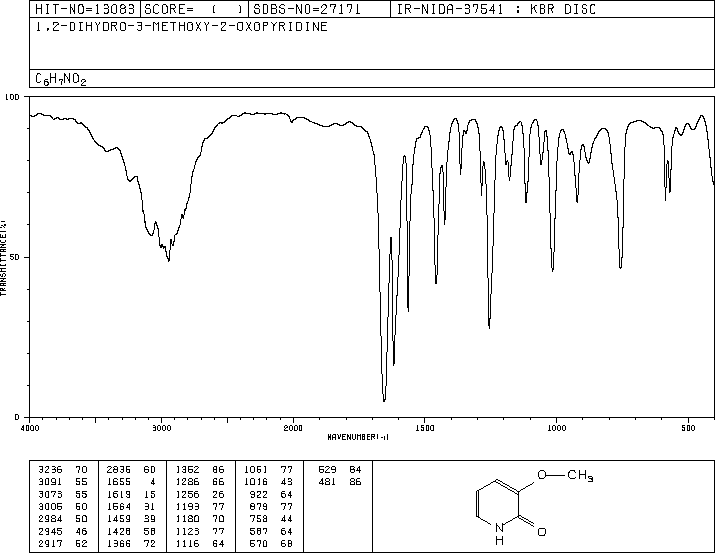 HIT-NO=13083 SCORE= ( ) SDBS-NO=27171 IR-NIDA-37541 : KBR DISC
1,2-DIHYDRO-3-METHOXY-2-OXOPYRIDINE
C6H7NO2
100
50
0
TRANSMITTANCE(%)
4000 3000 2000 1500 1000 500
WAVENUMBER(-1)
3236 70 2836 60 1362 86 1061 77 629 84
3091 55 1655 4 1286 66 1016 43 481 86
3073 55 1619 15 1256 26 922 64
3005 50 1564 31 1193 77 879 77
2984 50 1459 39 1180 70 758 44
2945 46 1428 58 1123 77 587 64
2917 52 1366 72 1116 64 570 68
O CH3
N O
H